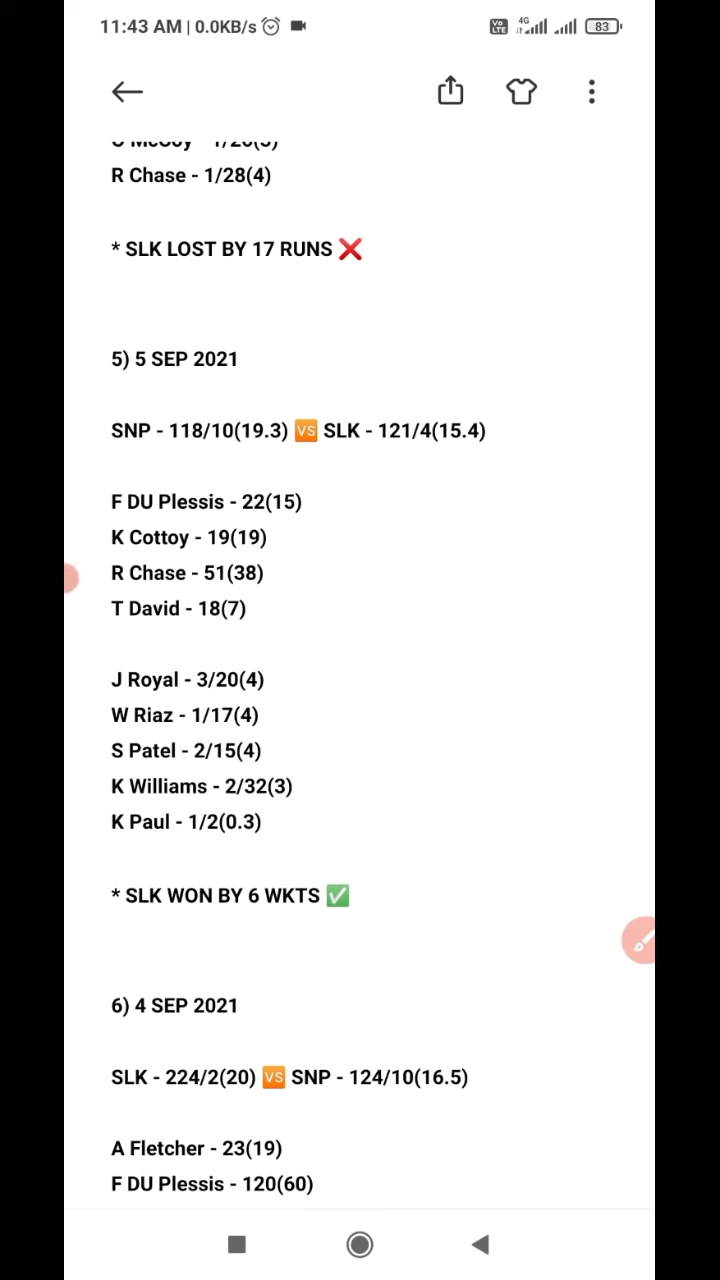 11:43 AM | 0.0KB/s
Vo LTE 4G 83
R Chase - 1/28(4)
* SLK LOST BY 17 RUNS ❌
5) 5 SEP 2021
SNP - 118/10(19.3) 🆚 SLK - 121/4(15.4)
F DU Plessis - 22(15)
K Cottoy - 19(19)
R Chase - 51(38)
T David - 18(7)
J Royal - 3/20(4)
W Riaz - 1/17(4)
S Patel - 2/15(4)
K Williams - 2/32(3)
K Paul - 1/2(0.3)
* SLK WON BY 6 WKTS ✅
6) 4 SEP 2021
SLK - 224/2(20) 🆚 SNP - 124/10(16.5)
A Fletcher - 23(19)
F DU Plessis - 120(60)